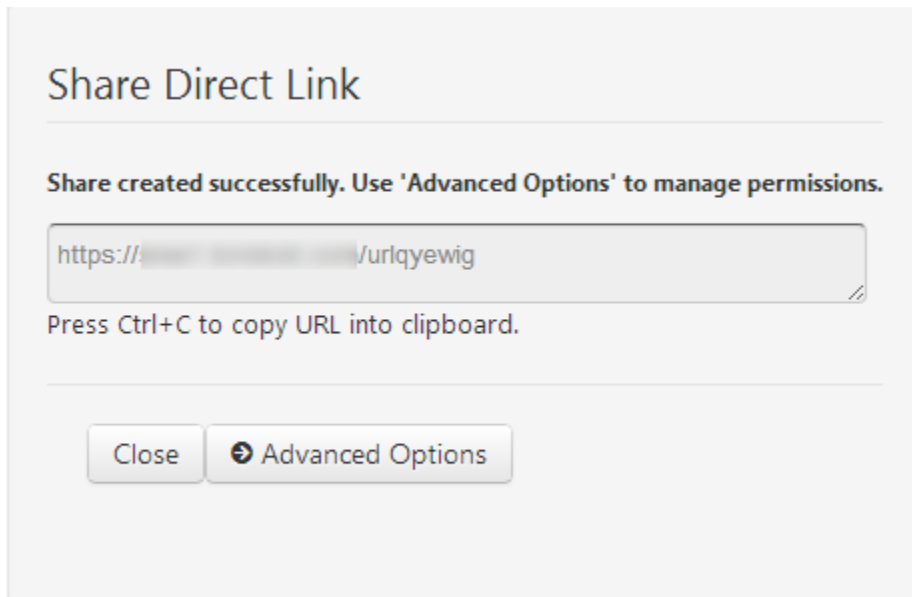 Share Direct Link
Share created successfully. Use 'Advanced Options' to manage permissions.
https:// /urlqyewig
Press Ctrl+C to copy URL into clipboard.
Close
Advanced Options